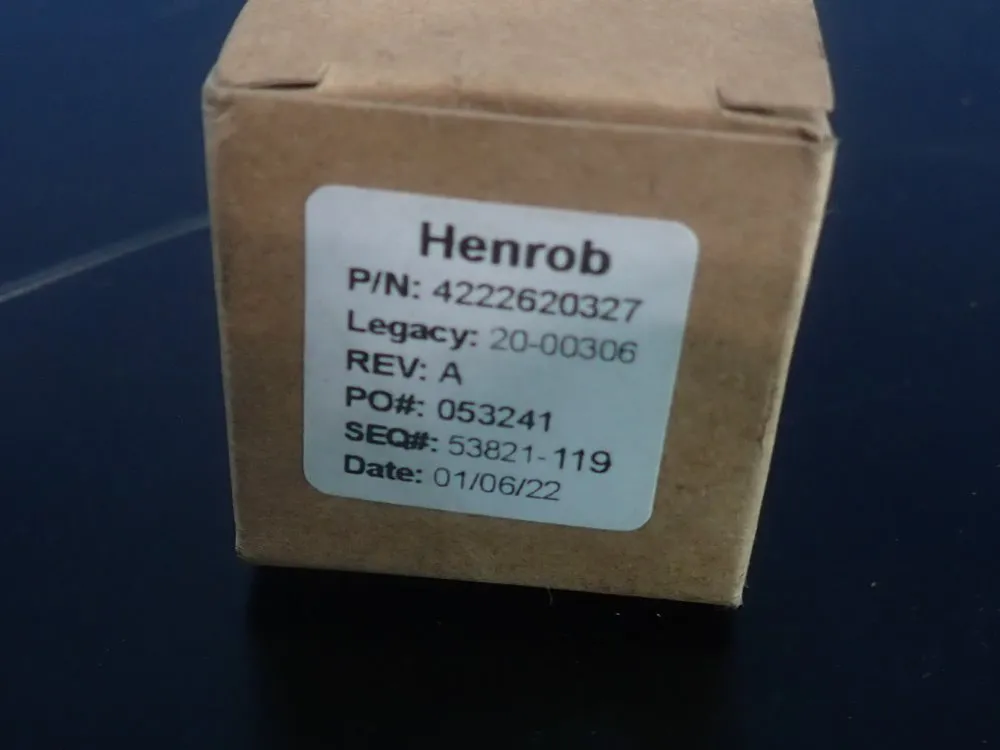 Henrob
P/N: 4222620327
Legacy: 20-00306
REV: A
PO#: 053241
SEQ#: 53821-119
Date: 01/06/22